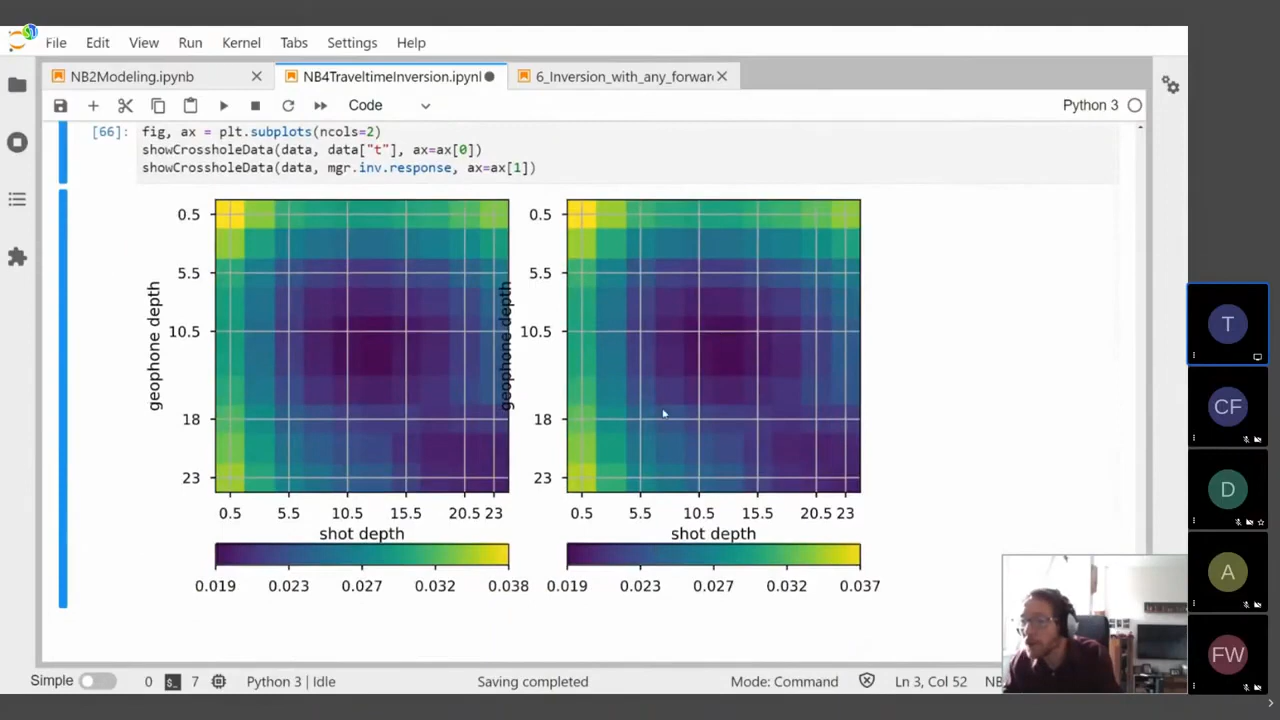 File Edit View Run Kernel Tabs Settings Help
NB2Modeling.ipynb NB4TraveltimeInversion.ipynl 6_Inversion_with_any_forwar
Code Python 3
[66]: fig, ax = plt.subplots(ncols=2)
showCrossholeData(data, data["t"], ax=ax[0])
showCrossholeData(data, mgr.inv.response, ax=ax[1])
0.5
5.5
10.5
18
23
geophone depth
0.5 5.5 10.5 15.5 20.5 23
shot depth
0.019 0.023 0.027 0.032 0.038
0.5
5.5
10.5
18
23
geophone depth
0.5 5.5 10.5 15.5 20.5 23
shot depth
0.019 0.023 0.027 0.032 0.037
T
CF
D
A
FW
Simple 0 7 Python 3 | Idle Saving completed Mode: Command Ln 3, Col 52 NB